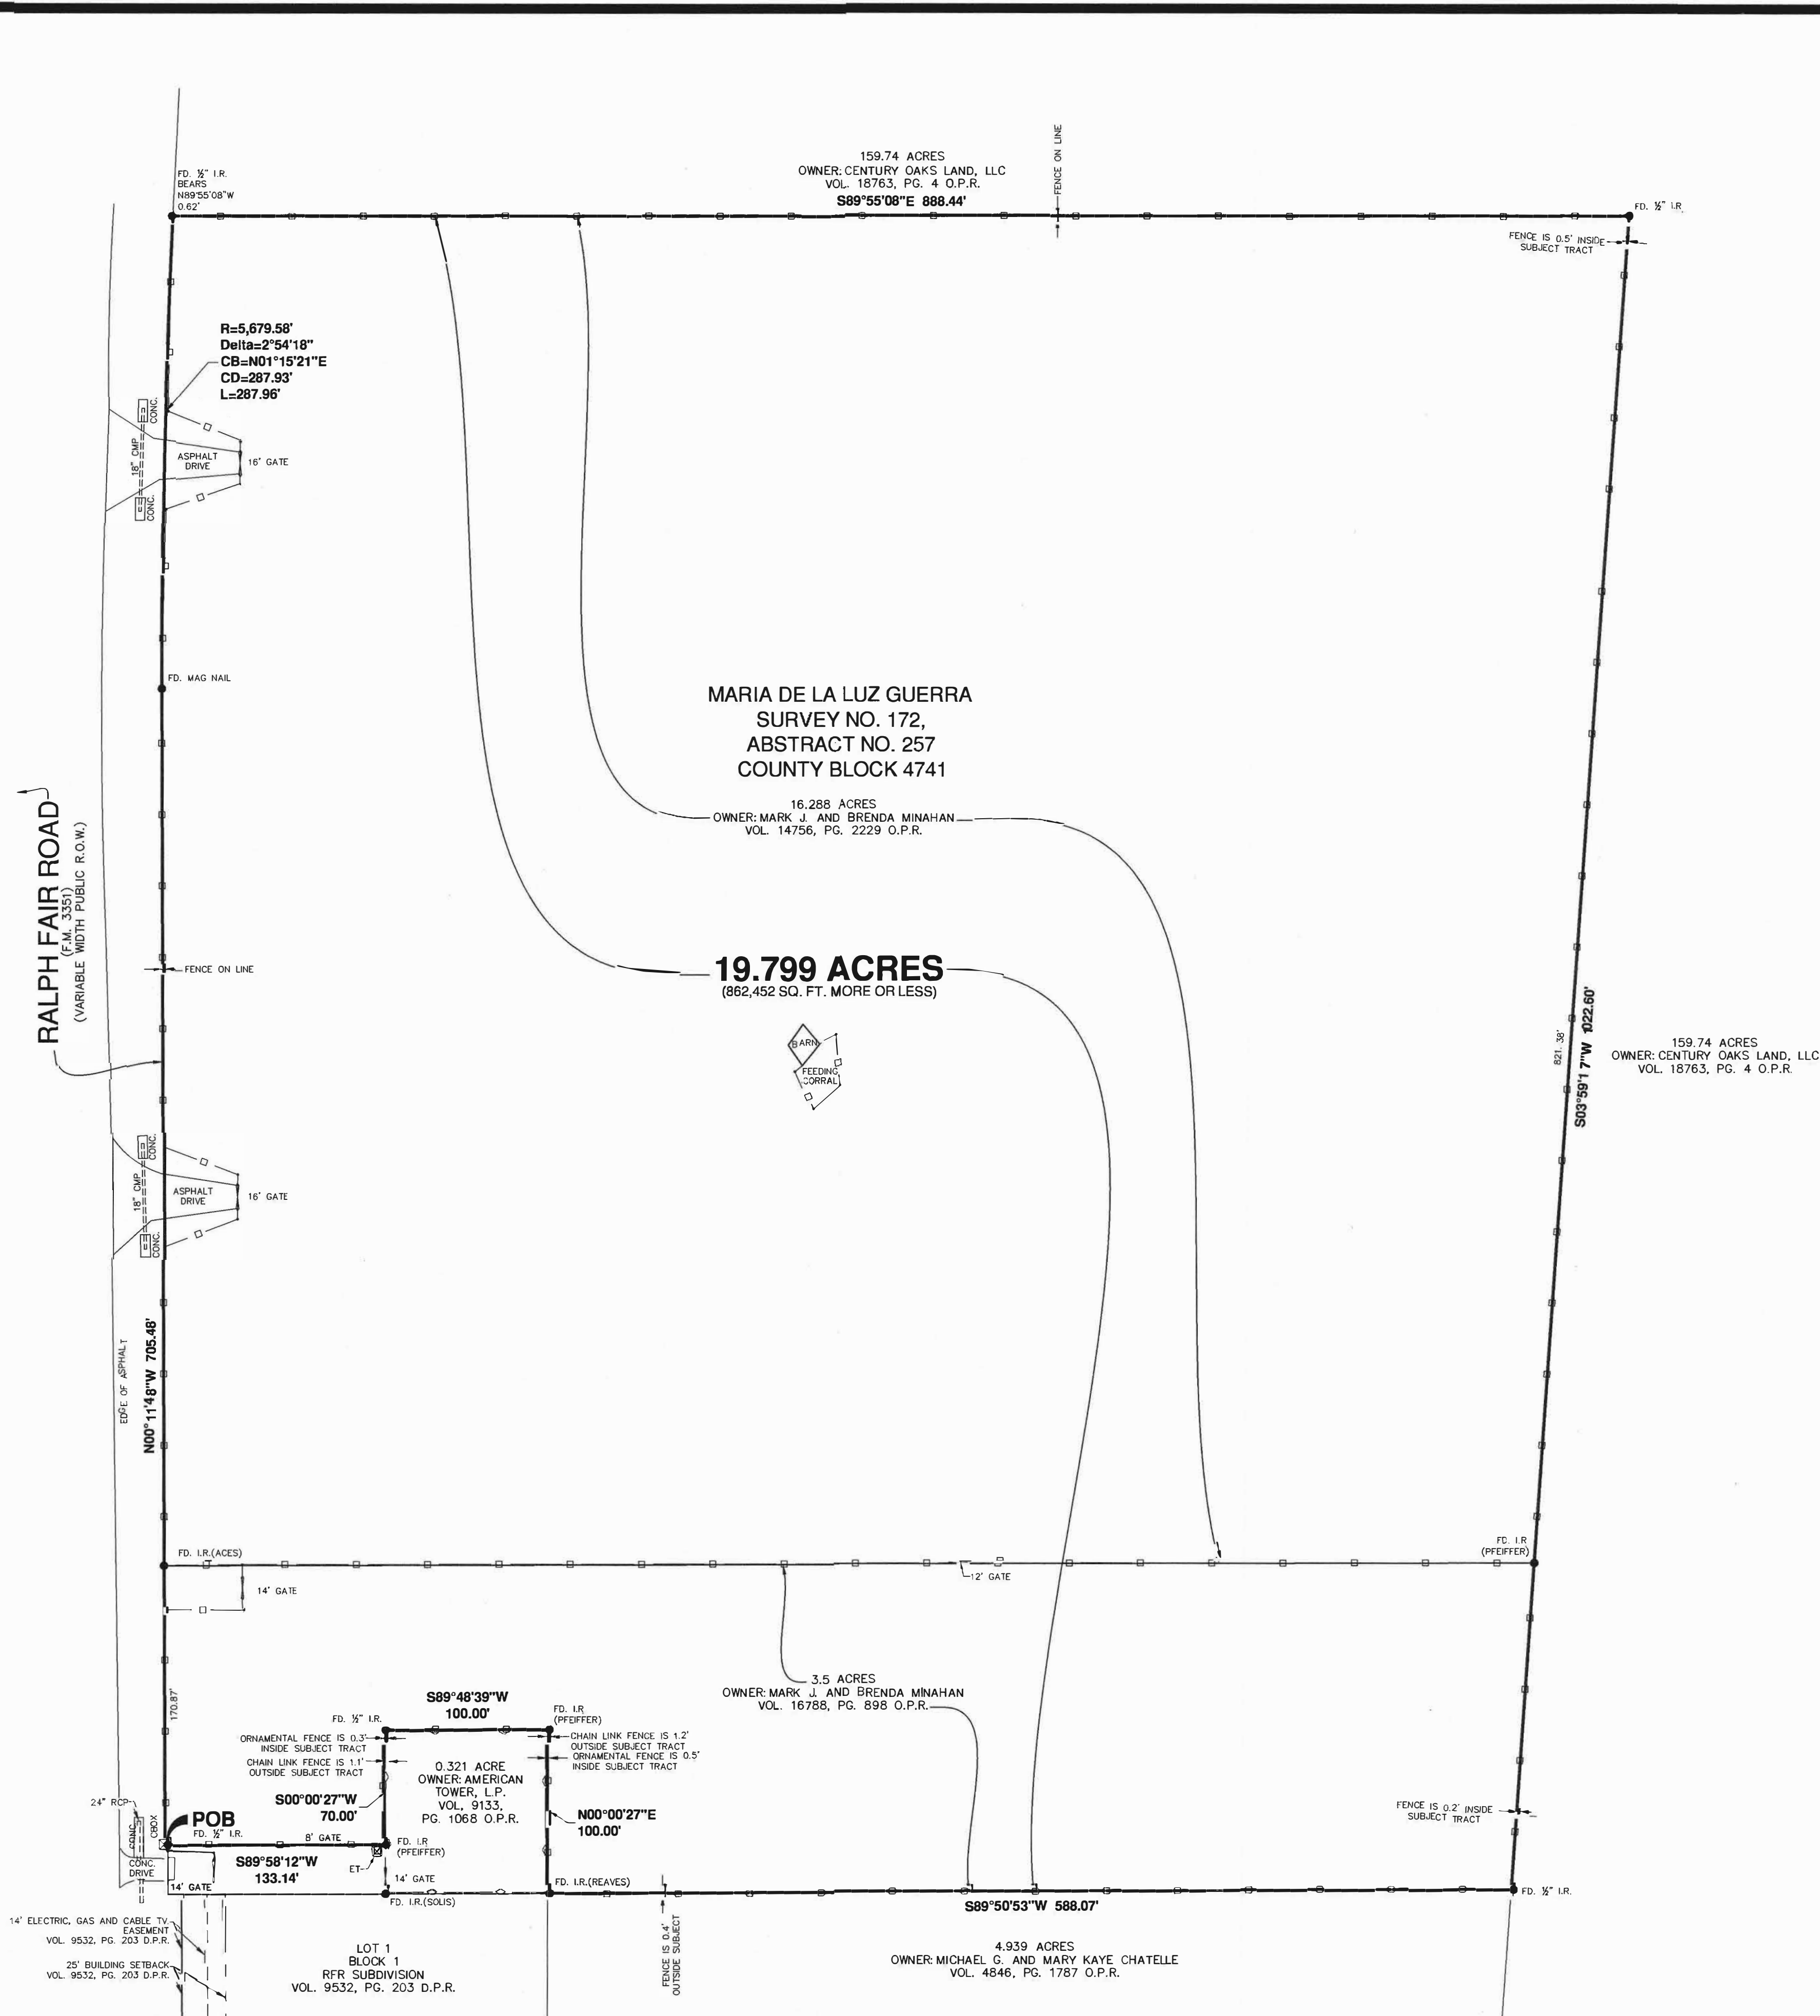 159.74 ACRES
OWNER: CENTURY OAKS LAND, LLC
VOL. 18763, PG. 4 O.P.R.
S89°55'08"E 888.44'
FENCE ON LINE
FD. ½" I.R.
BEARS
N89°55'08"W
0.62'
FD. ½" I.R.
FENCE IS 0.5' INSIDE
SUBJECT TRACT
R=5,679.58'
Delta=2°54'18"
CB=N01°15'21"E
CD=287.93'
L=287.96'
CONC.
18" CMP
CONC.
ASPHALT
DRIVE
16' GATE
FD. MAG NAIL
MARIA DE LA LUZ GUERRA
SURVEY NO. 172,
ABSTRACT NO. 257
COUNTY BLOCK 4741
16.288 ACRES
OWNER: MARK J. AND BRENDA MINAHAN
VOL. 14756, PG. 2229 O.P.R.
RALPH FAIR ROAD
(F.M. 3351)
(VARIABLE WIDTH PUBLIC R.O.W.)
FENCE ON LINE
19.799 ACRES
(862,452 SQ. FT. MORE OR LESS)
BARN
FEEDING
CORRAL
821.38'
S03°59'17"W 1022.60'
159.74 ACRES
OWNER: CENTURY OAKS LAND, LLC
VOL. 18763, PG. 4 O.P.R.
CONC.
18" CMP
CONC.
ASPHALT
DRIVE
16' GATE
EDGE OF ASPHALT
N00°11'48"W 705.48'
FD. I.R.(ACES)
FD. I.R
(PFEIFFER)
14' GATE
12' GATE
170.87'
3.5 ACRES
OWNER: MARK J. AND BRENDA MINAHAN
VOL. 16788, PG. 898 O.P.R.
S89°48'39"W
100.00'
FD. ½" I.R.
FD. I.R
(PFEIFFER)
ORNAMENTAL FENCE IS 0.3'
INSIDE SUBJECT TRACT
CHAIN LINK FENCE IS 1.1'
OUTSIDE SUBJECT TRACT
CHAIN LINK FENCE IS 1.2'
OUTSIDE SUBJECT TRACT
ORNAMENTAL FENCE IS 0.5'
INSIDE SUBJECT TRACT
0.321 ACRE
OWNER: AMERICAN
TOWER, L.P.
VOL, 9133,
PG. 1068 O.P.R.
S00°00'27"W
70.00'
N00°00'27"E
100.00'
FENCE IS 0.2' INSIDE
SUBJECT TRACT
24" RCP
CONC
CBOX
POB
FD. ½" I.R.
8' GATE
FD. I.R
(PFEIFFER)
ET
CONC.
DRIVE
S89°58'12"W
133.14'
14' GATE
14' GATE
FD. I.R.(SOLIS)
FD. I.R.(REAVES)
FD. ½" I.R.
S89°50'53"W 588.07'
FENCE IS 0.4'
OUTSIDE SUBJECT
14' ELECTRIC, GAS AND CABLE TV.
EASEMENT
VOL. 9532, PG. 203 D.P.R.
25' BUILDING SETBACK
VOL. 9532, PG. 203 D.P.R.
LOT 1
BLOCK 1
RFR SUBDIVISION
VOL. 9532, PG. 203 D.P.R.
4.939 ACRES
OWNER: MICHAEL G. AND MARY KAYE CHATELLE
VOL. 4846, PG. 1787 O.P.R.